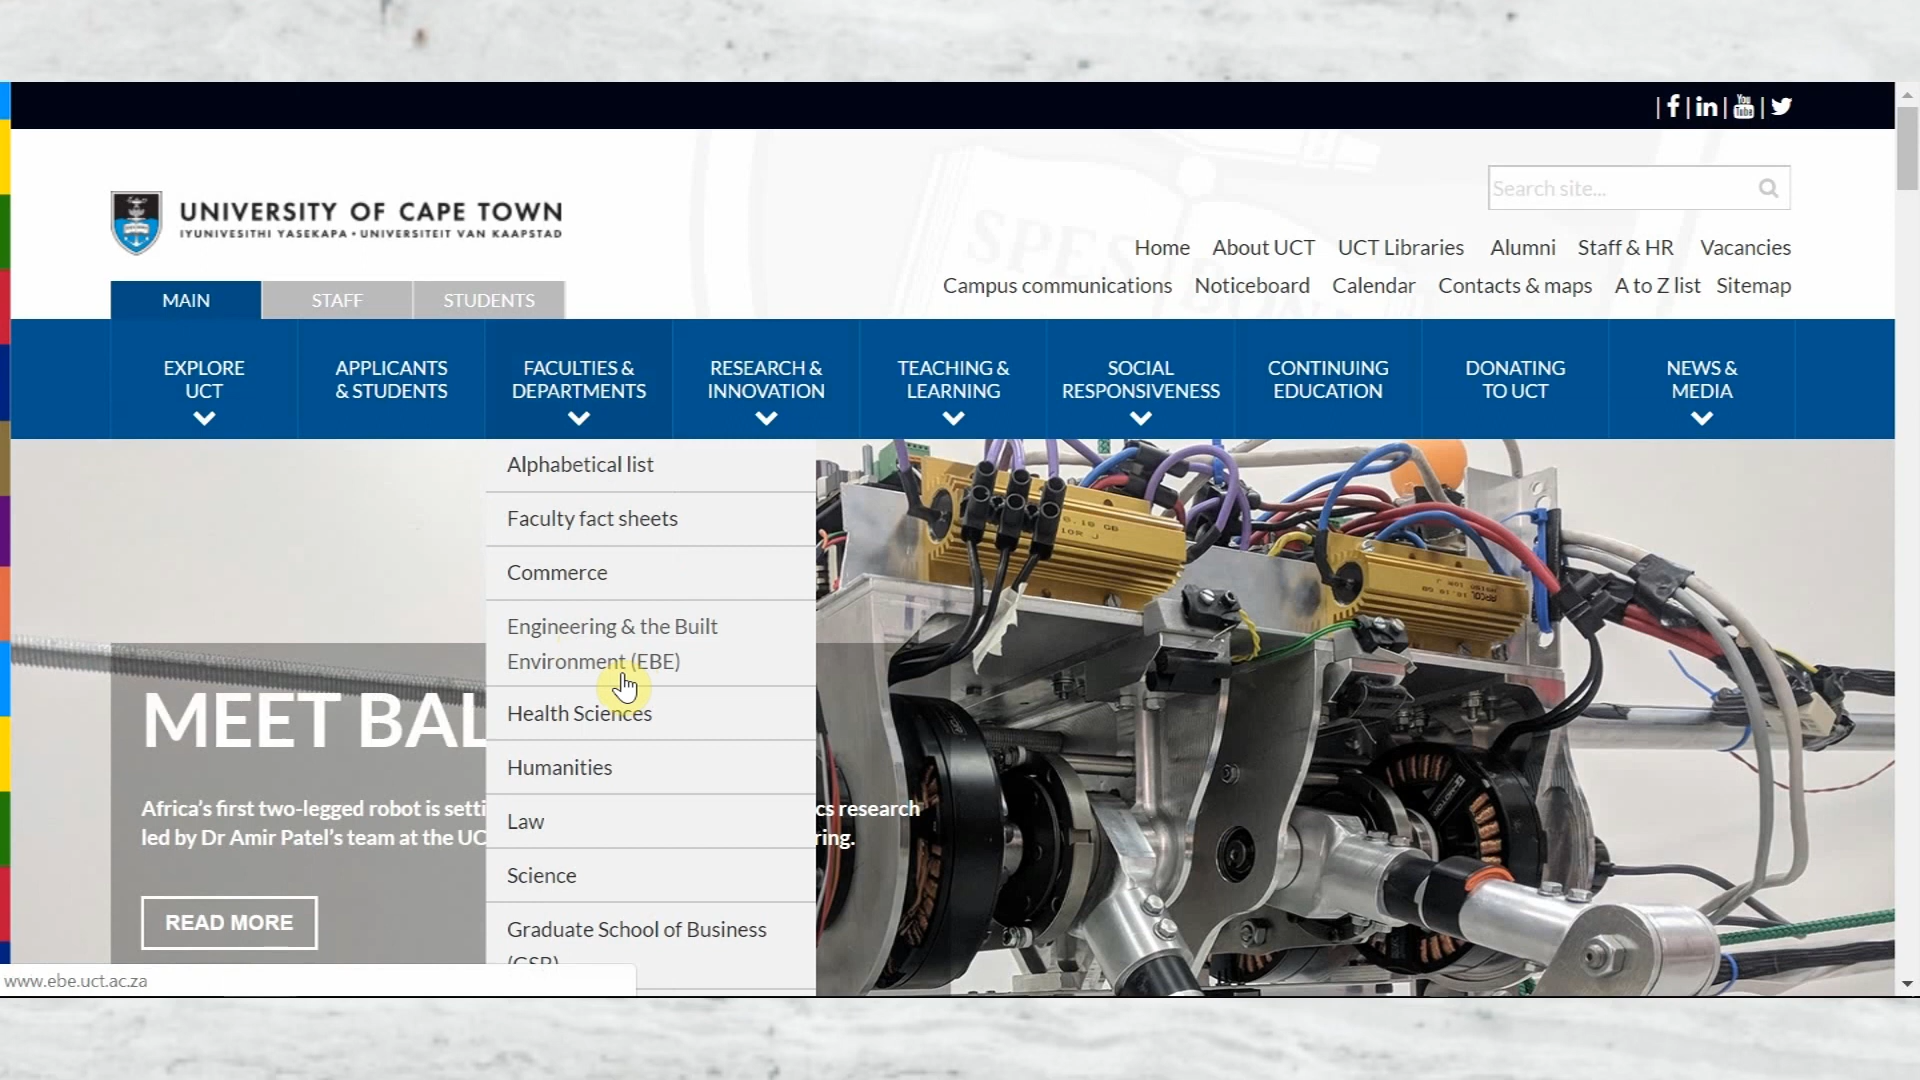 You
Tube
UNIVERSITY OF CAPE TOWN
IYUNIVESITHI YASEKAPA • UNIVERSITEIT VAN KAAPSTAD
Search site...
Home About UCT UCT Libraries Alumni Staff & HR Vacancies
Campus communications Noticeboard Calendar Contacts & maps A to Z list Sitemap
MAIN STAFF STUDENTS
EXPLORE
UCT
APPLICANTS
& STUDENTS
FACULTIES &
DEPARTMENTS
RESEARCH &
INNOVATION
TEACHING &
LEARNING
SOCIAL
RESPONSIVENESS
CONTINUING
EDUCATION
DONATING
TO UCT
NEWS &
MEDIA
Alphabetical list
Faculty fact sheets
Commerce
Engineering & the Built
Environment (EBE)
Health Sciences
Humanities
Law
Science
Graduate School of Business
(GSB)
MEET BAL
Africa's first two-legged robot is setti cs research
led by Dr Amir Patel's team at the UC ring.
READ MORE
www.ebe.uct.ac.za